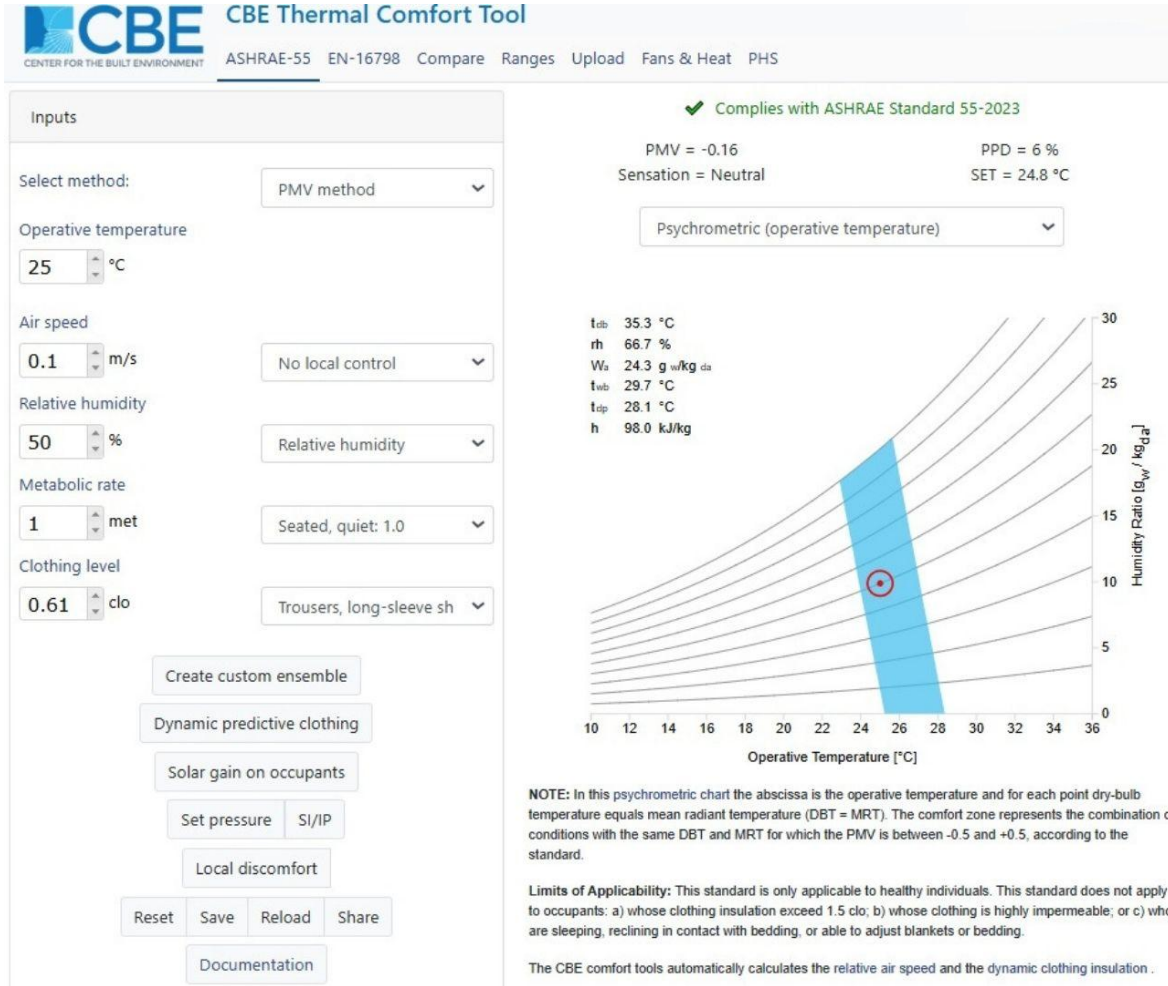 CBE
CENTER FOR THE BUILT ENVIRONMENT
CBE Thermal Comfort Tool
ASHRAE-55 EN-16798 Compare Ranges Upload Fans & Heat PHS
Inputs
Select method:
PMV method
Operative temperature
25 °C
Air speed
0.1 m/s
No local control
Relative humidity
50 %
Relative humidity
Metabolic rate
1 met
Seated, quiet: 1.0
Clothing level
0.61 clo
Trousers, long-sleeve sh
Create custom ensemble
Dynamic predictive clothing
Solar gain on occupants
Set pressure SI/IP
Local discomfort
Reset Save Reload Share
Documentation
✔ Complies with ASHRAE Standard 55-2023
PMV = -0.16 PPD = 6 %
Sensation = Neutral SET = 24.8 °C
Psychrometric (operative temperature)
tdb 35.3 °C
rh 66.7 %
Wa 24.3 g w/kg da
twb 29.7 °C
tdp 28.1 °C
h 98.0 kJ/kg
30
25
20
15
10
5
0
Humidity Ratio [gw / kgda]
10 12 14 16 18 20 22 24 26 28 30 32 34 36
Operative Temperature [°C]
NOTE: In this psychrometric chart the abscissa is the operative temperature and for each point dry-bulb
temperature equals mean radiant temperature (DBT = MRT). The comfort zone represents the combination o
conditions with the same DBT and MRT for which the PMV is between -0.5 and +0.5, according to the
standard.
Limits of Applicability: This standard is only applicable to healthy individuals. This standard does not apply
to occupants: a) whose clothing insulation exceed 1.5 clo; b) whose clothing is highly impermeable; or c) who
are sleeping, reclining in contact with bedding, or able to adjust blankets or bedding.
The CBE comfort tools automatically calculates the relative air speed and the dynamic clothing insulation .